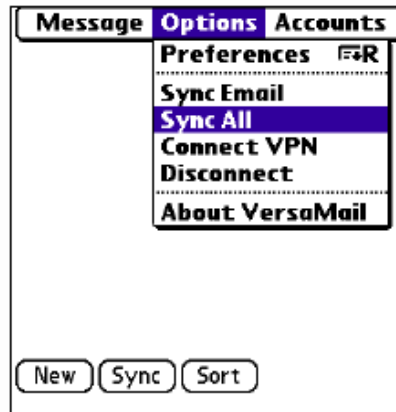 Message Options Accounts
Preferences R
Sync Email
Sync All
Connect VPN
Disconnect
About VersaMail
New Sync Sort